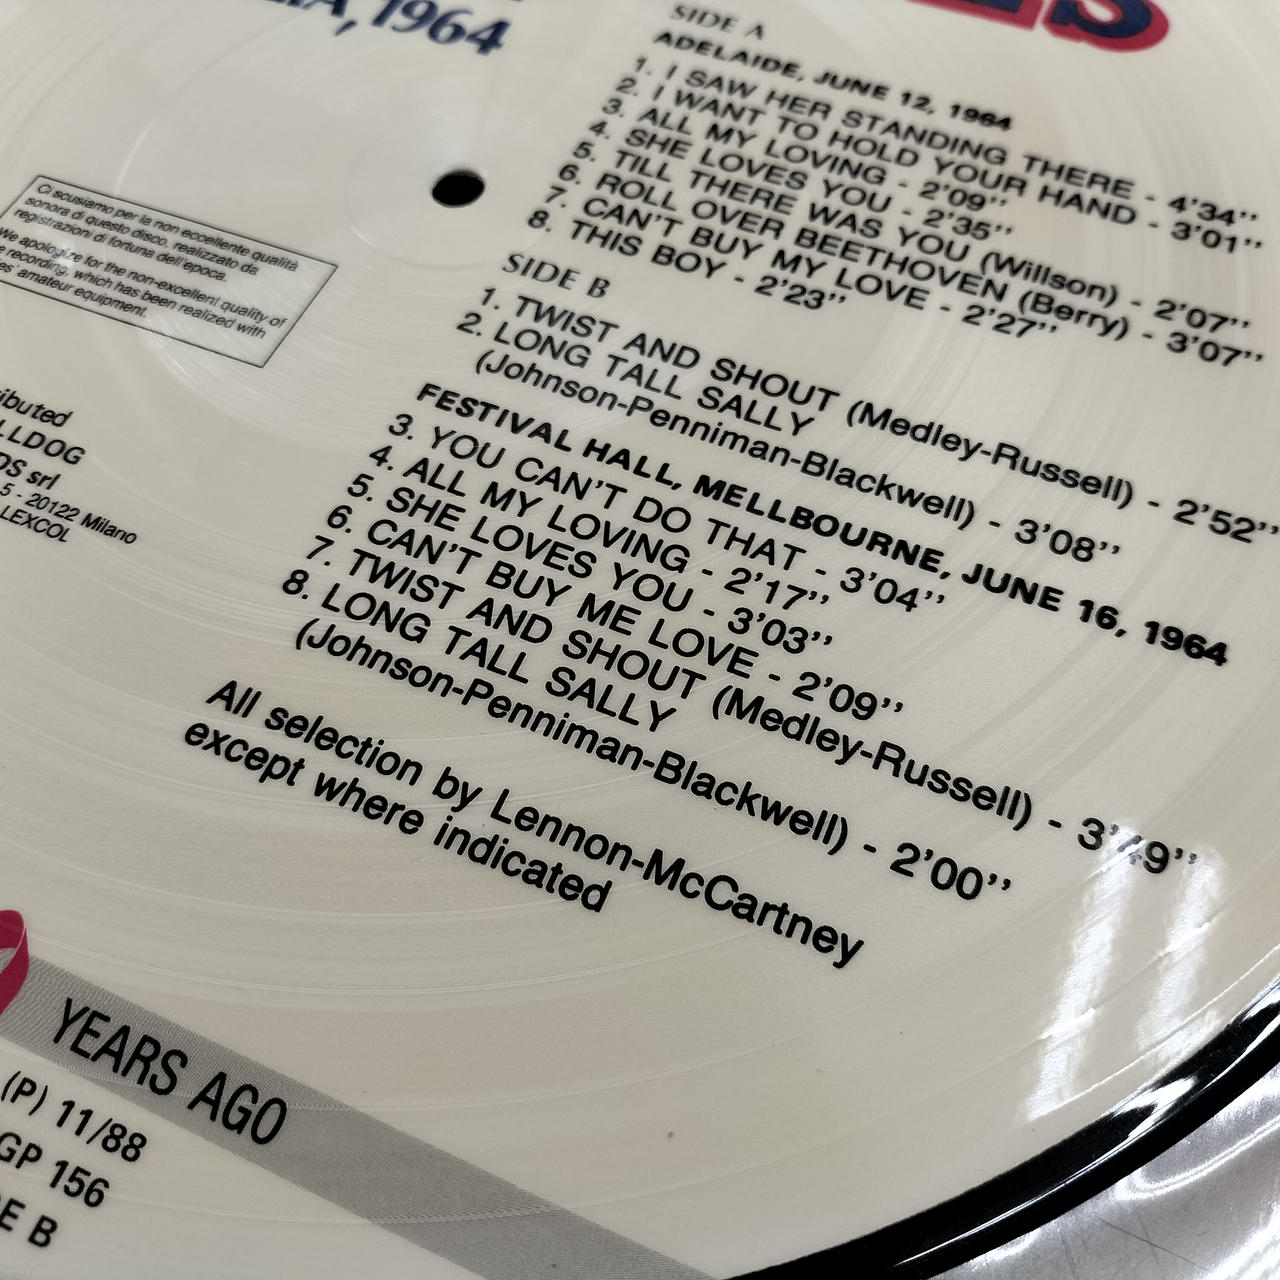 1964
SIDE A
ADELAIDE, JUNE 12, 1964
1. I SAW HER STANDING THERE - 4'34''
2. I WANT TO HOLD YOUR HAND - 3'01''
3. ALL MY LOVING - 2'09''
4. SHE LOVES YOU - 2'35''
5. TILL THERE WAS YOU (Willson) - 2'07''
6. ROLL OVER BEETHOVEN (Berry) - 3'07''
7. CAN'T BUY MY LOVE - 2'27''
8. THIS BOY - 2'23''
SIDE B
1. TWIST AND SHOUT (Medley-Russell) - 2'52''
2. LONG TALL SALLY
(Johnson-Penniman-Blackwell) - 3'08''
FESTIVAL HALL, MELLBOURNE, JUNE 16, 1964
3. YOU CAN'T DO THAT - 3'04''
4. ALL MY LOVING - 2'17''
5. SHE LOVES YOU - 3'03''
6. CAN'T BUY ME LOVE - 2'09''
7. TWIST AND SHOUT (Medley-Russell) - 3'49''
8. LONG TALL SALLY
(Johnson-Penniman-Blackwell) - 2'00''
All selection by Lennon-McCartney
except where indicated
Ci scusiamo per la non eccellente qualità
sonora di questo disco, realizzato da
registrazioni di fortuna dell'epoca.
We apologize for the non-excellent quality of
recording, which has been realized with
amateur equipment.
srl
5 - 20122 Milano
LEXCOL
YEARS AGO
(P) 11/88
GP 156
B